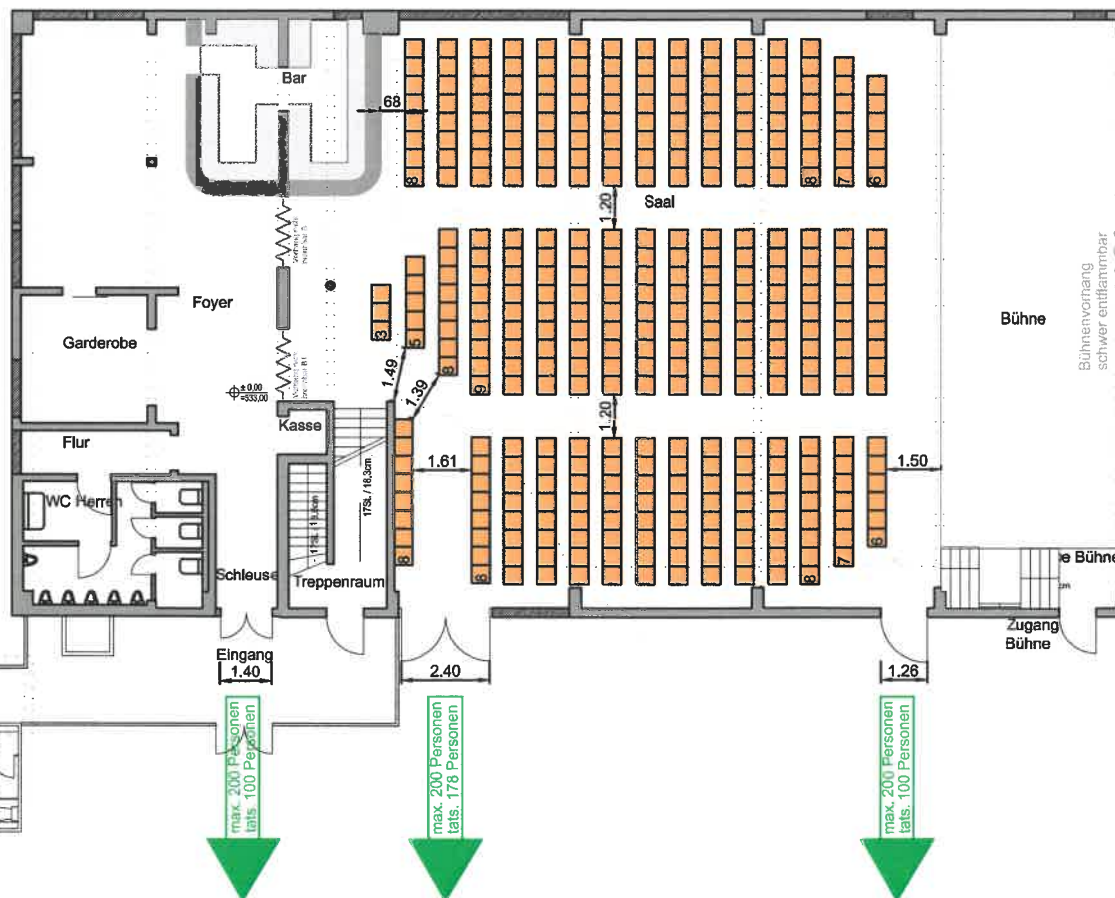 Bar
68
8
8
7
6
1.20
Saal
Foyer
Garderobe
3
5
8
9
1.49
1.39
1.20
Bühne
Bühnenvorhang
schwer entflammbar
± 0,00
=533,00
Kasse
Flur
1.61
1.50
WC Herren
17St. / 16,3cm
8
8
8
7
6
Schleuse
Treppenraum
Bühne
cm
Zugang
Bühne
Eingang
1.40
2.40
1.26
max. 200 Personen
tats. 100 Personen
max. 200 Personen
tats. 178 Personen
max. 200 Personen
tats. 100 Personen